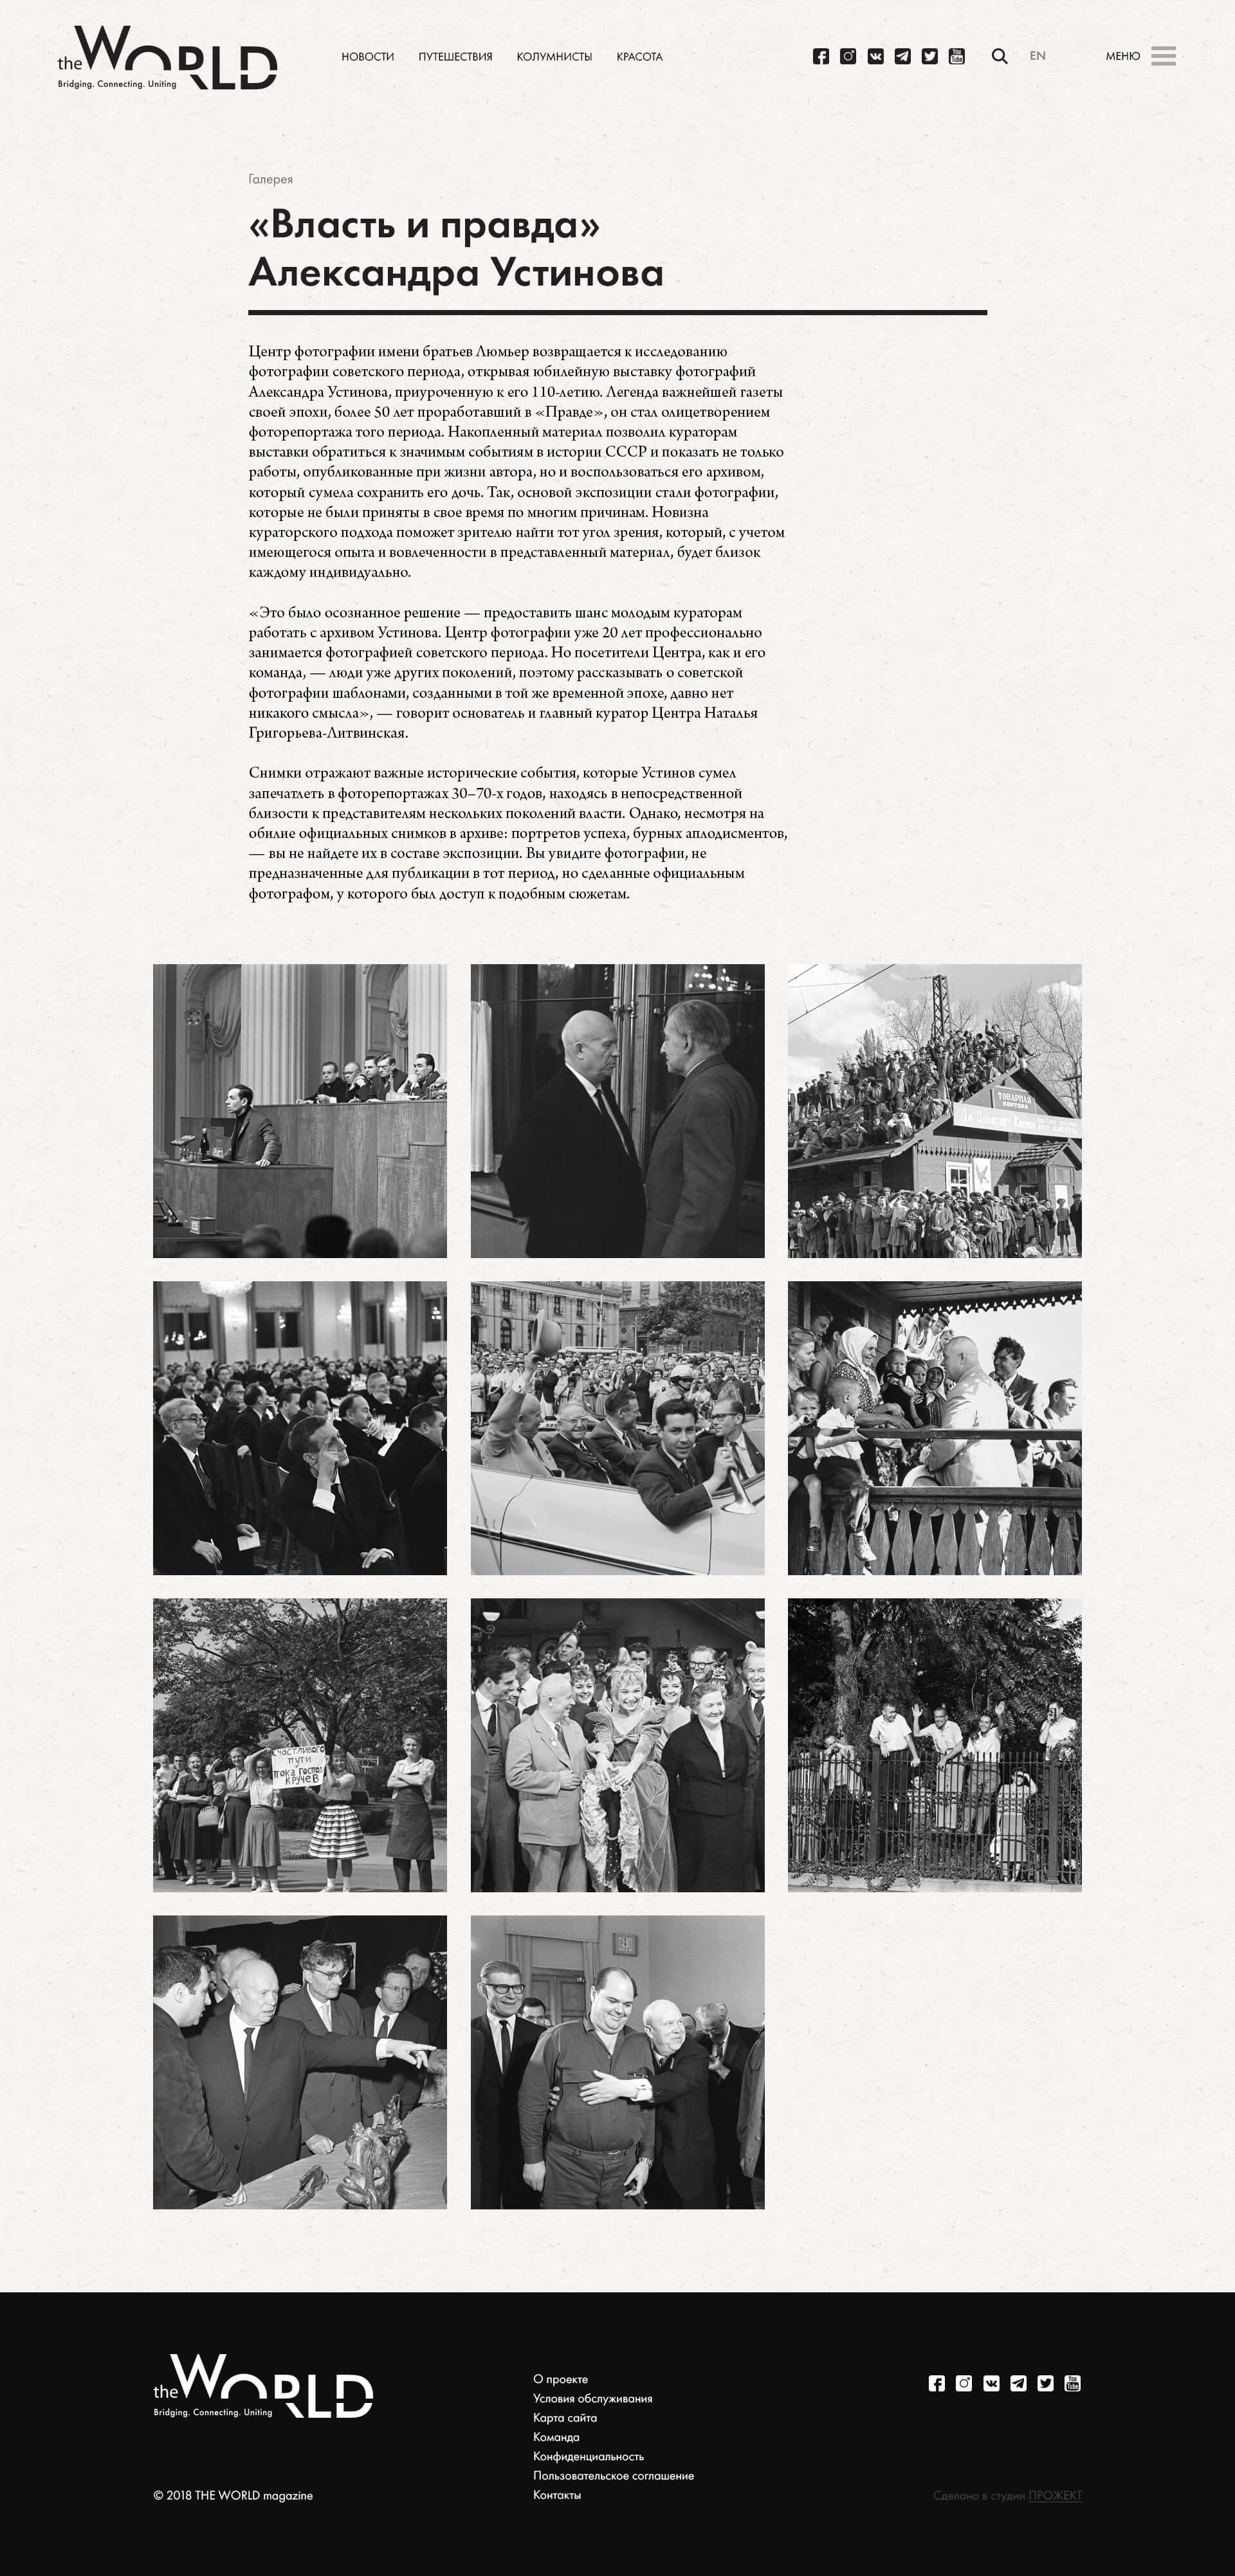 the WORLD
Bridging. Connecting. Uniting
НОВОСТИ ПУТЕШЕСТВИЯ КОЛУМНИСТЫ КРАСОТА
You Tube
EN
МЕНЮ
Галерея
«Власть и правда»
Александра Устинова
Центр фотографии имени братьев Люмьер возвращается к исследованию
фотографии советского периода, открывая юбилейную выставку фотографий
Александра Устинова, приуроченную к его 110-летию. Легенда важнейшей газеты
своей эпохи, более 50 лет проработавший в «Правде», он стал олицетворением
фоторепортажа того периода. Накопленный материал позволил кураторам
выставки обратиться к значимым событиям в истории СССР и показать не только
работы, опубликованные при жизни автора, но и воспользоваться его архивом,
который сумела сохранить его дочь. Так, основой экспозиции стали фотографии,
которые не были приняты в свое время по многим причинам. Новизна
кураторского подхода поможет зрителю найти тот угол зрения, который, с учетом
имеющегося опыта и вовлеченности в представленный материал, будет близок
каждому индивидуально.
«Это было осознанное решение — предоставить шанс молодым кураторам
работать с архивом Устинова. Центр фотографии уже 20 лет профессионально
занимается фотографией советского периода. Но посетители Центра, как и его
команда, — люди уже других поколений, поэтому рассказывать о советской
фотографии шаблонами, созданными в той же временной эпохе, давно нет
никакого смысла», — говорит основатель и главный куратор Центра Наталья
Григорьева-Литвинская.
Снимки отражают важные исторические события, которые Устинов сумел
запечатлеть в фоторепортажах 30–70-х годов, находясь в непосредственной
близости к представителям нескольких поколений власти. Однако, несмотря на
обилие официальных снимков в архиве: портретов успеха, бурных аплодисментов,
— вы не найдете их в составе экспозиции. Вы увидите фотографии, не
предназначенные для публикации в тот период, но сделанные официальным
фотографом, у которого был доступ к подобным сюжетам.
ТОВАРНАЯ
КОНТОРА
СЧАСТЛИВОГО
ПУТИ
ПОКА ГОСПОД
КРУЧЕВ
the WORLD
Bridging. Connecting. Uniting
О проекте
Условия обслуживания
Карта сайта
Команда
Конфиденциальность
Пользовательское соглашение
Контакты
You Tube
© 2018 THE WORLD magazine
Сделано в студии ПРОЖЕКТ